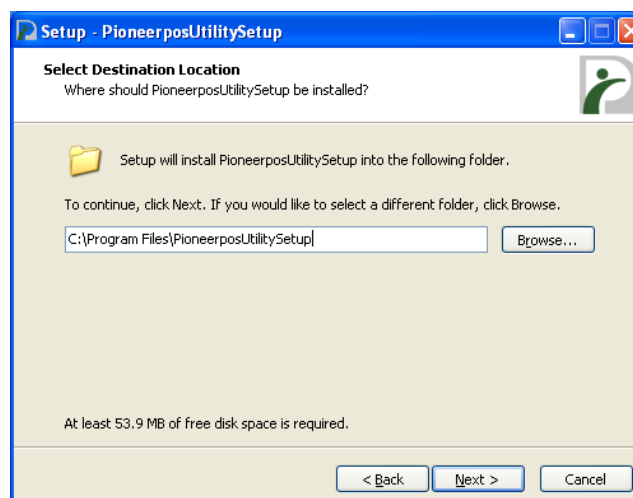 Setup - PioneerposUtilitySetup
Select Destination Location
Where should PioneerposUtilitySetup be installed?
Setup will install PioneerposUtilitySetup into the following folder.
To continue, click Next. If you would like to select a different folder, click Browse.
C:\Program Files\PioneerposUtilitySetup
Browse...
At least 53.9 MB of free disk space is required.
< Back
Next >
Cancel